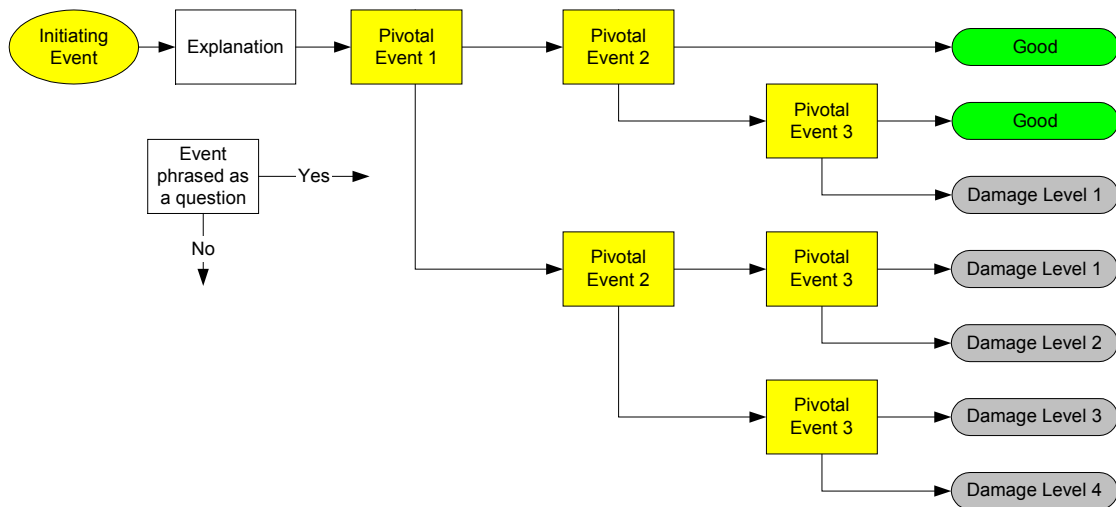 Initiating
Event
Explanation
Pivotal
Event 1
Pivotal
Event 2
Good
Pivotal
Event 3
Good
Event
phrased as
a question
Yes
No
Damage Level 1
Pivotal
Event 2
Pivotal
Event 3
Damage Level 1
Damage Level 2
Pivotal
Event 3
Damage Level 3
Damage Level 4